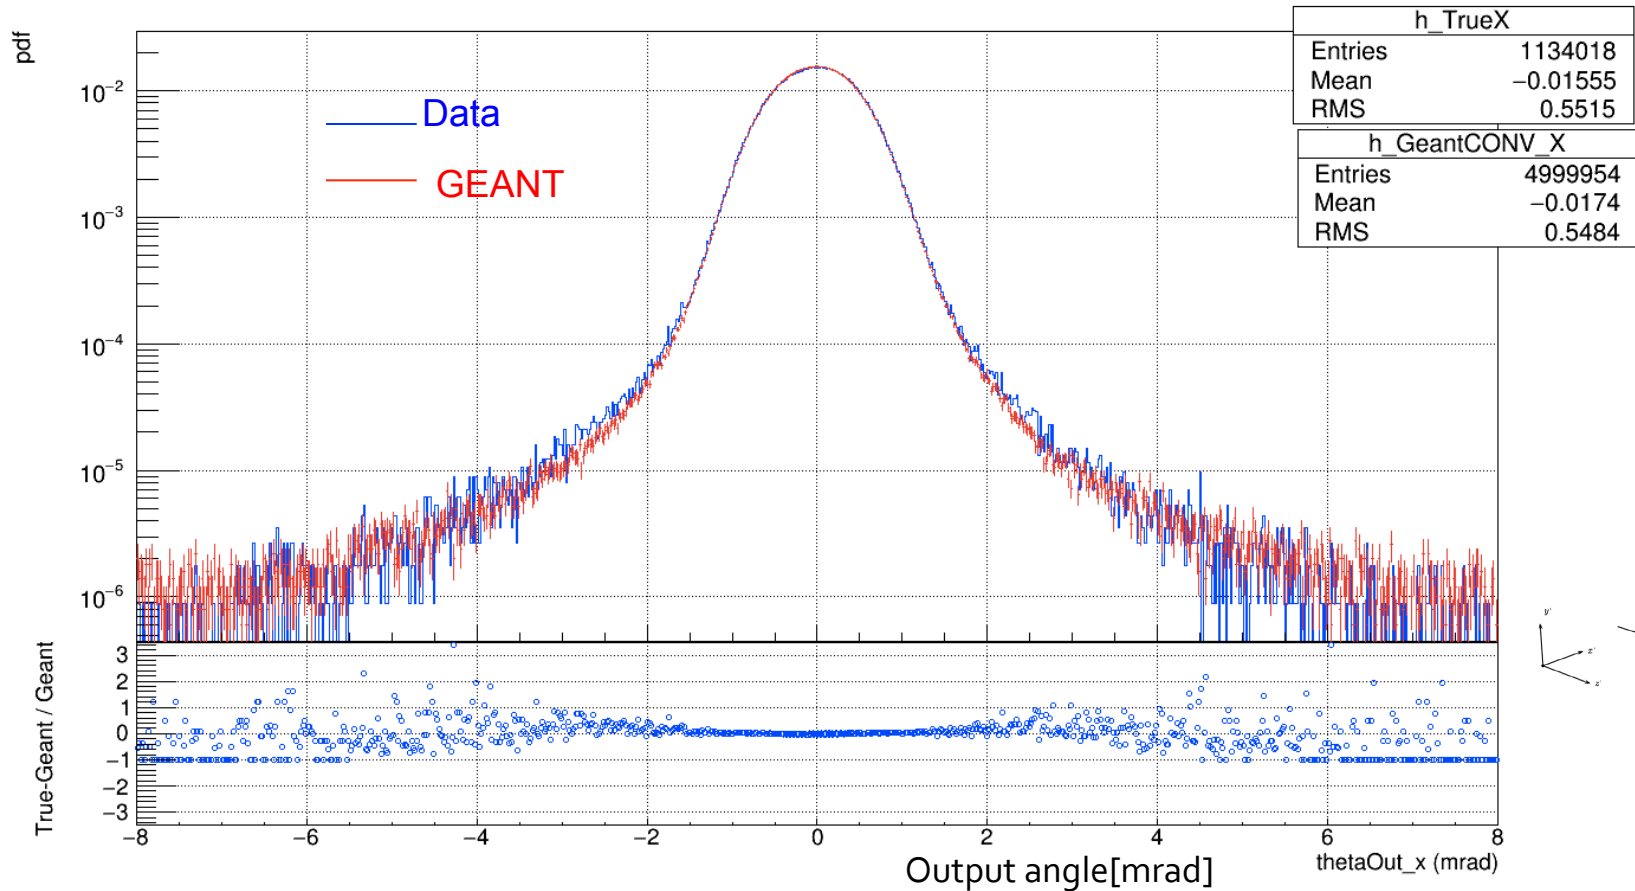 pdf
h_TrueX
Entries 1134018
Mean −0.01555
RMS 0.5515
h_GeantCONV_X
Entries 4999954
Mean −0.0174
RMS 0.5484
Data
GEANT
10−2
10−3
10−4
10−5
10−6
True-Geant / Geant
3
2
1
0
−1
−2
−3
−8 −6 −4 −2 0 2 4 6 8
Output angle[mrad]
thetaOut_x (mrad)
y'
x'
z'